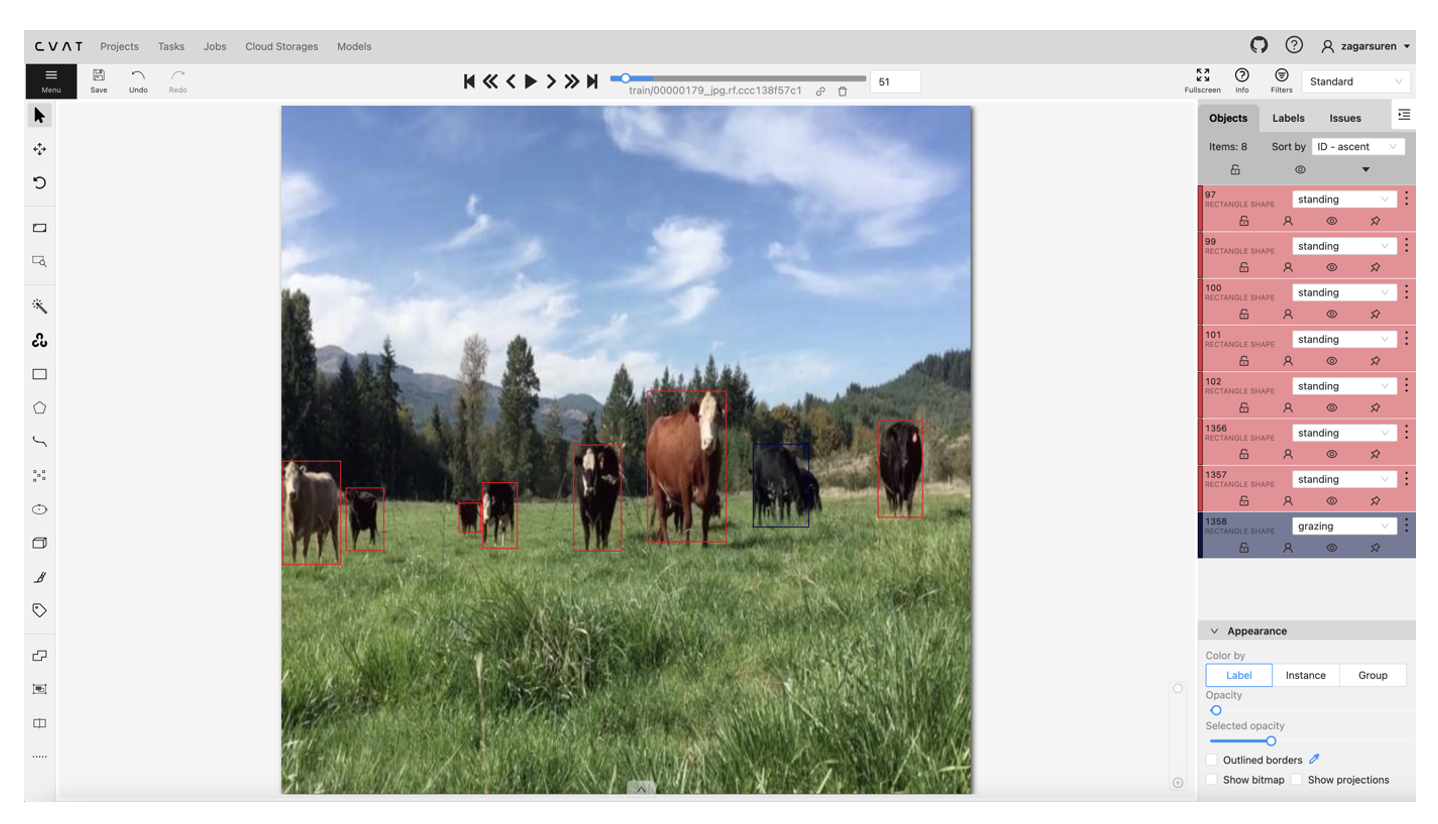 CVAT Projects Tasks Jobs Cloud Storages Models zagarsuren
Menu Save Undo Redo train/00000179_jpg.rf.ccc138f57c1 51 Fullscreen Info Filters Standard
Objects Labels Issues
Items: 8 Sort by ID - ascent
97 standing
RECTANGLE SHAPE
99 standing
RECTANGLE SHAPE
100 standing
RECTANGLE SHAPE
101 standing
RECTANGLE SHAPE
102 standing
RECTANGLE SHAPE
1356 standing
RECTANGLE SHAPE
1357 standing
RECTANGLE SHAPE
1358 grazing
RECTANGLE SHAPE
Appearance
Color by
Label Instance Group
Opacity
Selected opacity
Outlined borders
Show bitmap Show projections